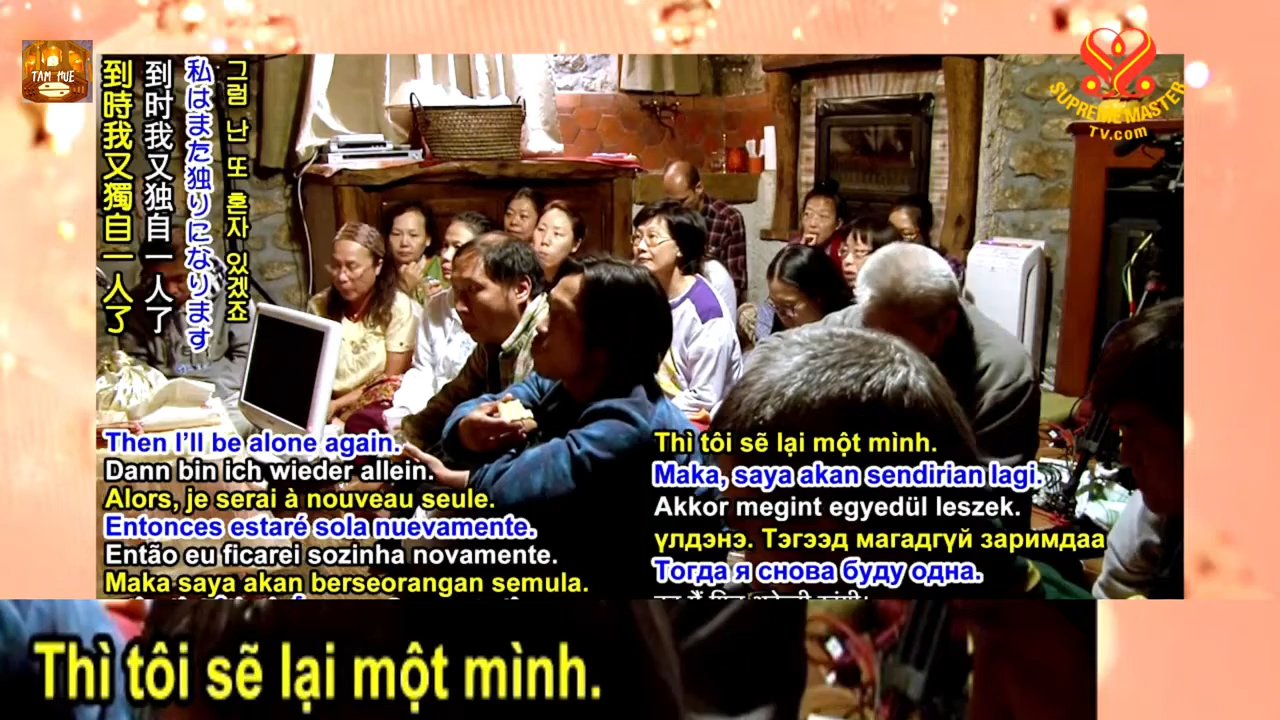 TAM HUE
SUPREME MASTER
TV.com
到時我又獨自一人了
到时我又独自一人了
私はまた独りになります
그럼 난 또 혼자 있겠죠
Then I'll be alone again.
Dann bin ich wieder allein.
Alors, je serai à nouveau seule.
Entonces estaré sola nuevamente.
Então eu ficarei sozinha novamente.
Maka saya akan berseorangan semula.
Thì tôi sẽ lại một mình.
Maka, saya akan sendirian lagi.
Akkor megint egyedül leszek.
үлдэнэ. Тэгээд магадгүй заримдаа
Тогда я снова буду одна.
Thì tôi sẽ lại một mình.